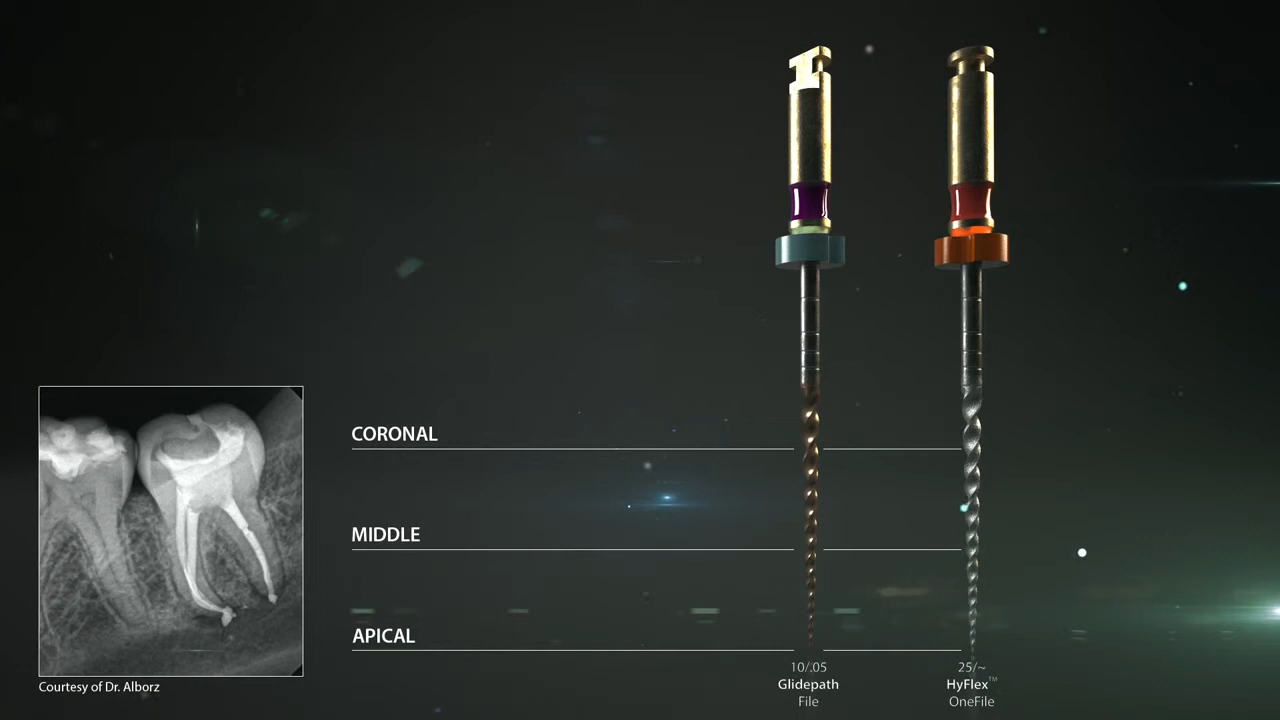 CORONAL
MIDDLE
APICAL
10/.05
Glidepath
File
25/~
HyFlex™
OneFile
Courtesy of Dr. Alborz